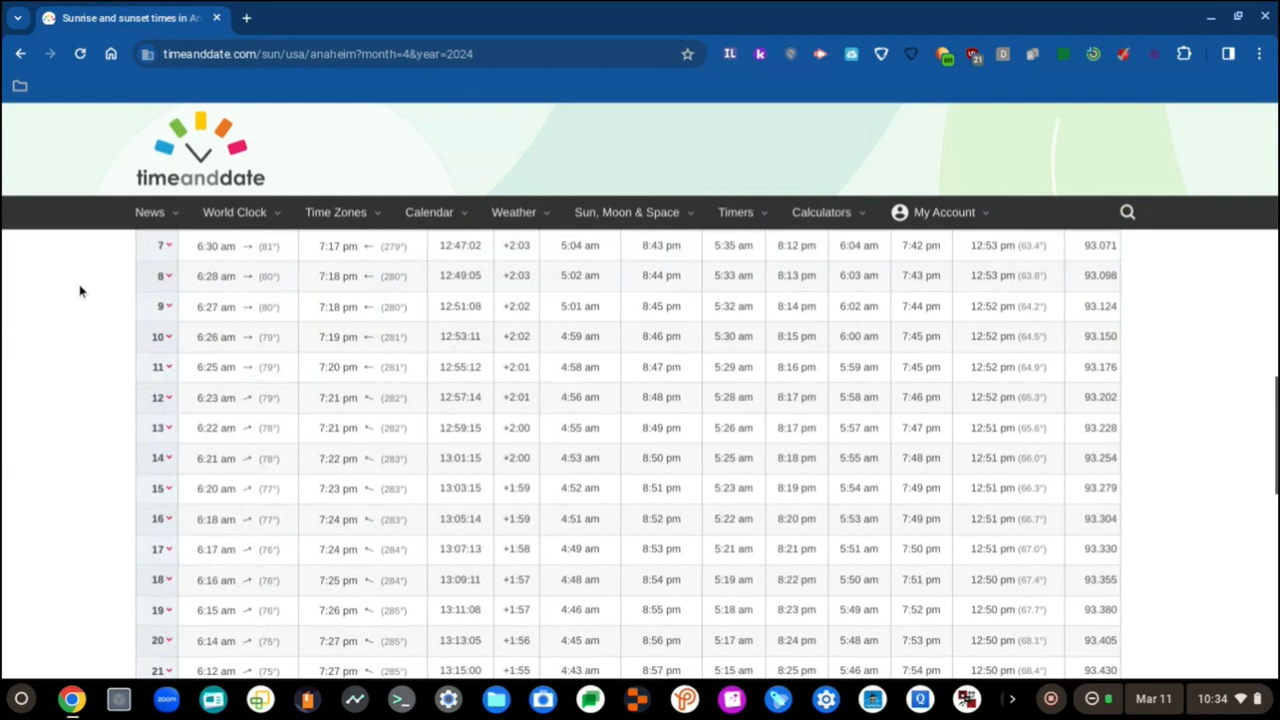 Sunrise and sunset times in An
timeanddate.com/sun/usa/anaheim?month=4&year=2024
IL k on 21 D
timeanddate
News World Clock Time Zones Calendar Weather Sun, Moon & Space Timers Calculators My Account
7 6:30 am → (81°) 7:17 pm ← (279°) 12:47:02 +2:03 5:04 am 8:43 pm 5:35 am 8:12 pm 6:04 am 7:42 pm 12:53 pm (63.4°) 93.071
8 6:28 am → (80°) 7:18 pm ← (280°) 12:49:05 +2:03 5:02 am 8:44 pm 5:33 am 8:13 pm 6:03 am 7:43 pm 12:53 pm (63.8°) 93.098
9 6:27 am → (80°) 7:18 pm ← (280°) 12:51:08 +2:02 5:01 am 8:45 pm 5:32 am 8:14 pm 6:02 am 7:44 pm 12:52 pm (64.2°) 93.124
10 6:26 am → (79°) 7:19 pm ← (281°) 12:53:11 +2:02 4:59 am 8:46 pm 5:30 am 8:15 pm 6:00 am 7:45 pm 12:52 pm (64.5°) 93.150
11 6:25 am → (79°) 7:20 pm ← (281°) 12:55:12 +2:01 4:58 am 8:47 pm 5:29 am 8:16 pm 5:59 am 7:45 pm 12:52 pm (64.9°) 93.176
12 6:23 am → (79°) 7:21 pm ← (282°) 12:57:14 +2:01 4:56 am 8:48 pm 5:28 am 8:17 pm 5:58 am 7:46 pm 12:52 pm (65.3°) 93.202
13 6:22 am → (78°) 7:21 pm ← (282°) 12:59:15 +2:00 4:55 am 8:49 pm 5:26 am 8:17 pm 5:57 am 7:47 pm 12:51 pm (65.6°) 93.228
14 6:21 am → (78°) 7:22 pm ← (283°) 13:01:15 +2:00 4:53 am 8:50 pm 5:25 am 8:18 pm 5:55 am 7:48 pm 12:51 pm (66.0°) 93.254
15 6:20 am → (77°) 7:23 pm ← (283°) 13:03:15 +1:59 4:52 am 8:51 pm 5:23 am 8:19 pm 5:54 am 7:49 pm 12:51 pm (66.3°) 93.279
16 6:18 am → (77°) 7:24 pm ← (283°) 13:05:14 +1:59 4:51 am 8:52 pm 5:22 am 8:20 pm 5:53 am 7:49 pm 12:51 pm (66.7°) 93.304
17 6:17 am → (76°) 7:24 pm ← (284°) 13:07:13 +1:58 4:49 am 8:53 pm 5:21 am 8:21 pm 5:51 am 7:50 pm 12:51 pm (67.0°) 93.330
18 6:16 am → (76°) 7:25 pm ← (284°) 13:09:11 +1:57 4:48 am 8:54 pm 5:19 am 8:22 pm 5:50 am 7:51 pm 12:50 pm (67.4°) 93.355
19 6:15 am → (76°) 7:26 pm ← (285°) 13:11:08 +1:57 4:46 am 8:55 pm 5:18 am 8:23 pm 5:49 am 7:52 pm 12:50 pm (67.7°) 93.380
20 6:14 am → (75°) 7:27 pm ← (285°) 13:13:05 +1:56 4:45 am 8:56 pm 5:17 am 8:24 pm 5:48 am 7:53 pm 12:50 pm (68.1°) 93.405
21 6:12 am → (75°) 7:27 pm ← (285°) 13:15:00 +1:55 4:43 am 8:57 pm 5:15 am 8:25 pm 5:46 am 7:54 pm 12:50 pm (68.4°) 93.430
zoom Q Mar 11 10:34